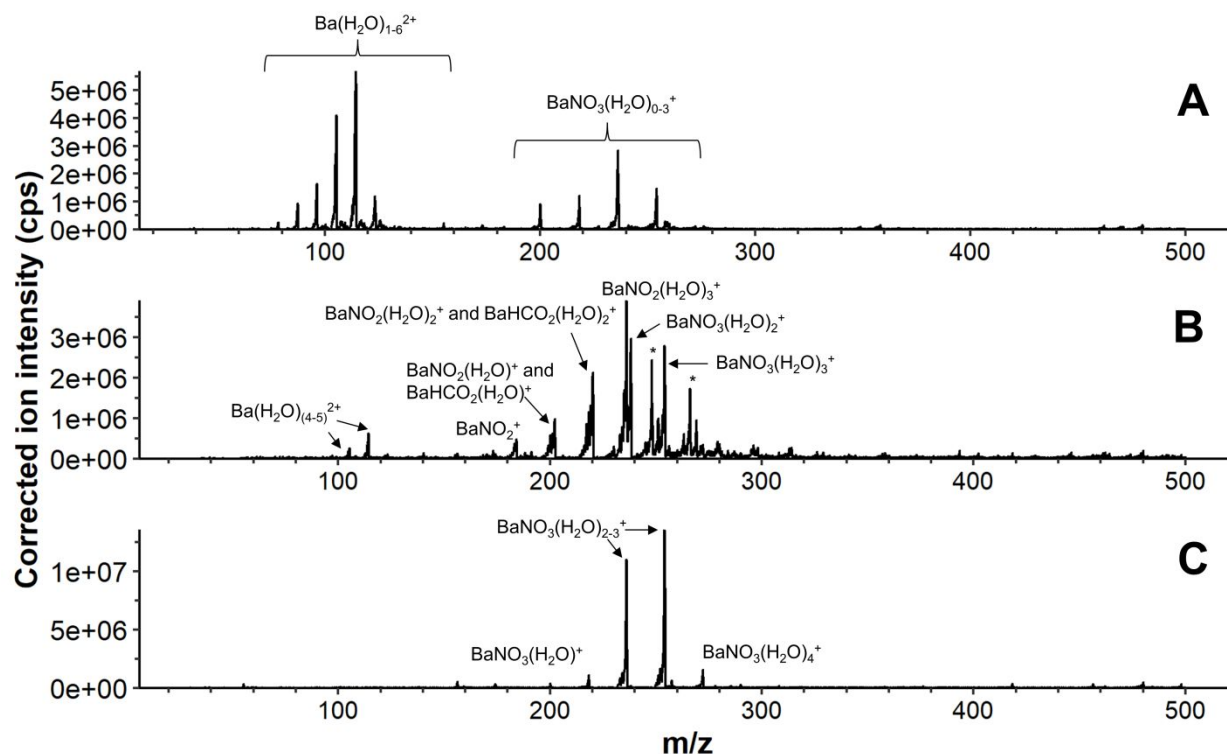 Ba(H₂O)₁₋₆²⁺
BaNO₃(H₂O)₀₋₃⁺
A
5e+06
4e+06
3e+06
2e+06
1e+06
0e+00
100 200 300 400 500
BaNO₂(H₂O)₃⁺
BaNO₂(H₂O)₂⁺ and BaHCO₂(H₂O)₂⁺
BaNO₃(H₂O)₂⁺
B
BaNO₂(H₂O)⁺ and
BaHCO₂(H₂O)⁺
* *
BaNO₃(H₂O)₃⁺
Ba(H₂O)₍₄₋₅₎²⁺
BaNO₂⁺
3e+06
2e+06
1e+06
0e+00
100 200 300 400 500
BaNO₃(H₂O)₂₋₃⁺
C
BaNO₃(H₂O)⁺
BaNO₃(H₂O)₄⁺
1e+07
5e+06
0e+00
100 200 300 400 500
m/z
Corrected ion intensity (cps)